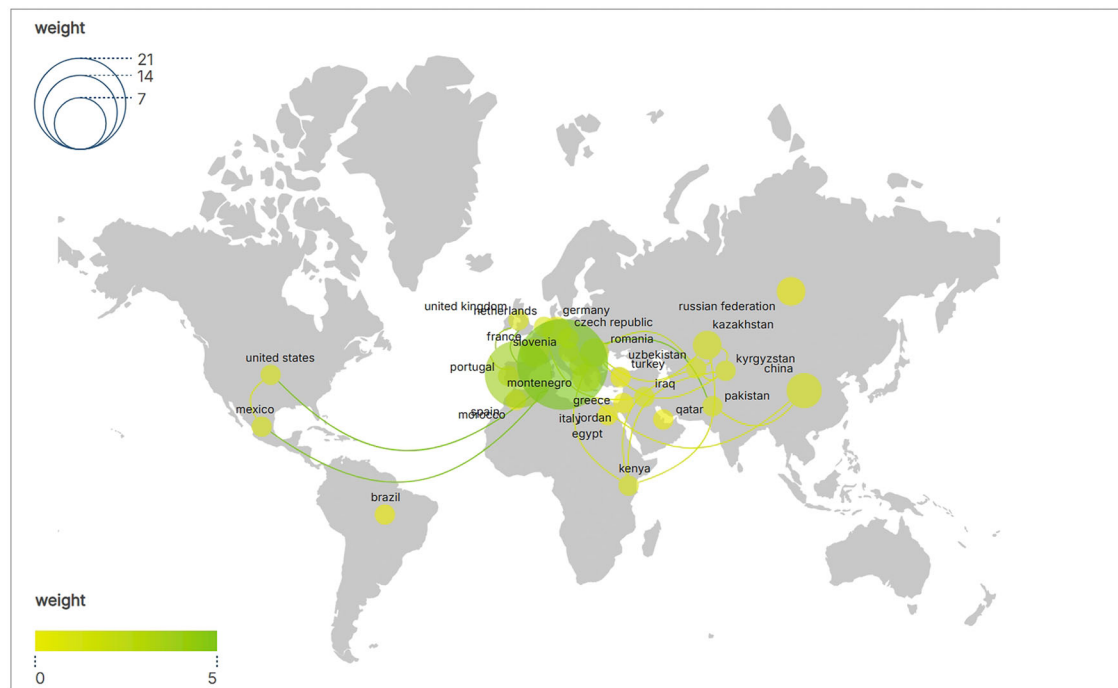 weight
21
14
7
united kingdom
netherlands
germany
czech republic
france
slovenia
romania
russian federation
kazakhstan
united states
portugal
montenegro
uzbekistan
turkey
kyrgyzstan
china
mexico
spain
morocco
greece
iraq
pakistan
italy
jordan
qatar
egypt
kenya
brazil
weight
0
5